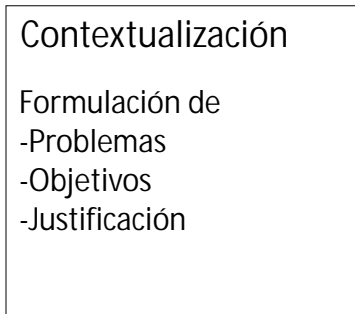 Contextualización
Formulación de
-Problemas
-Objetivos
-Justificación